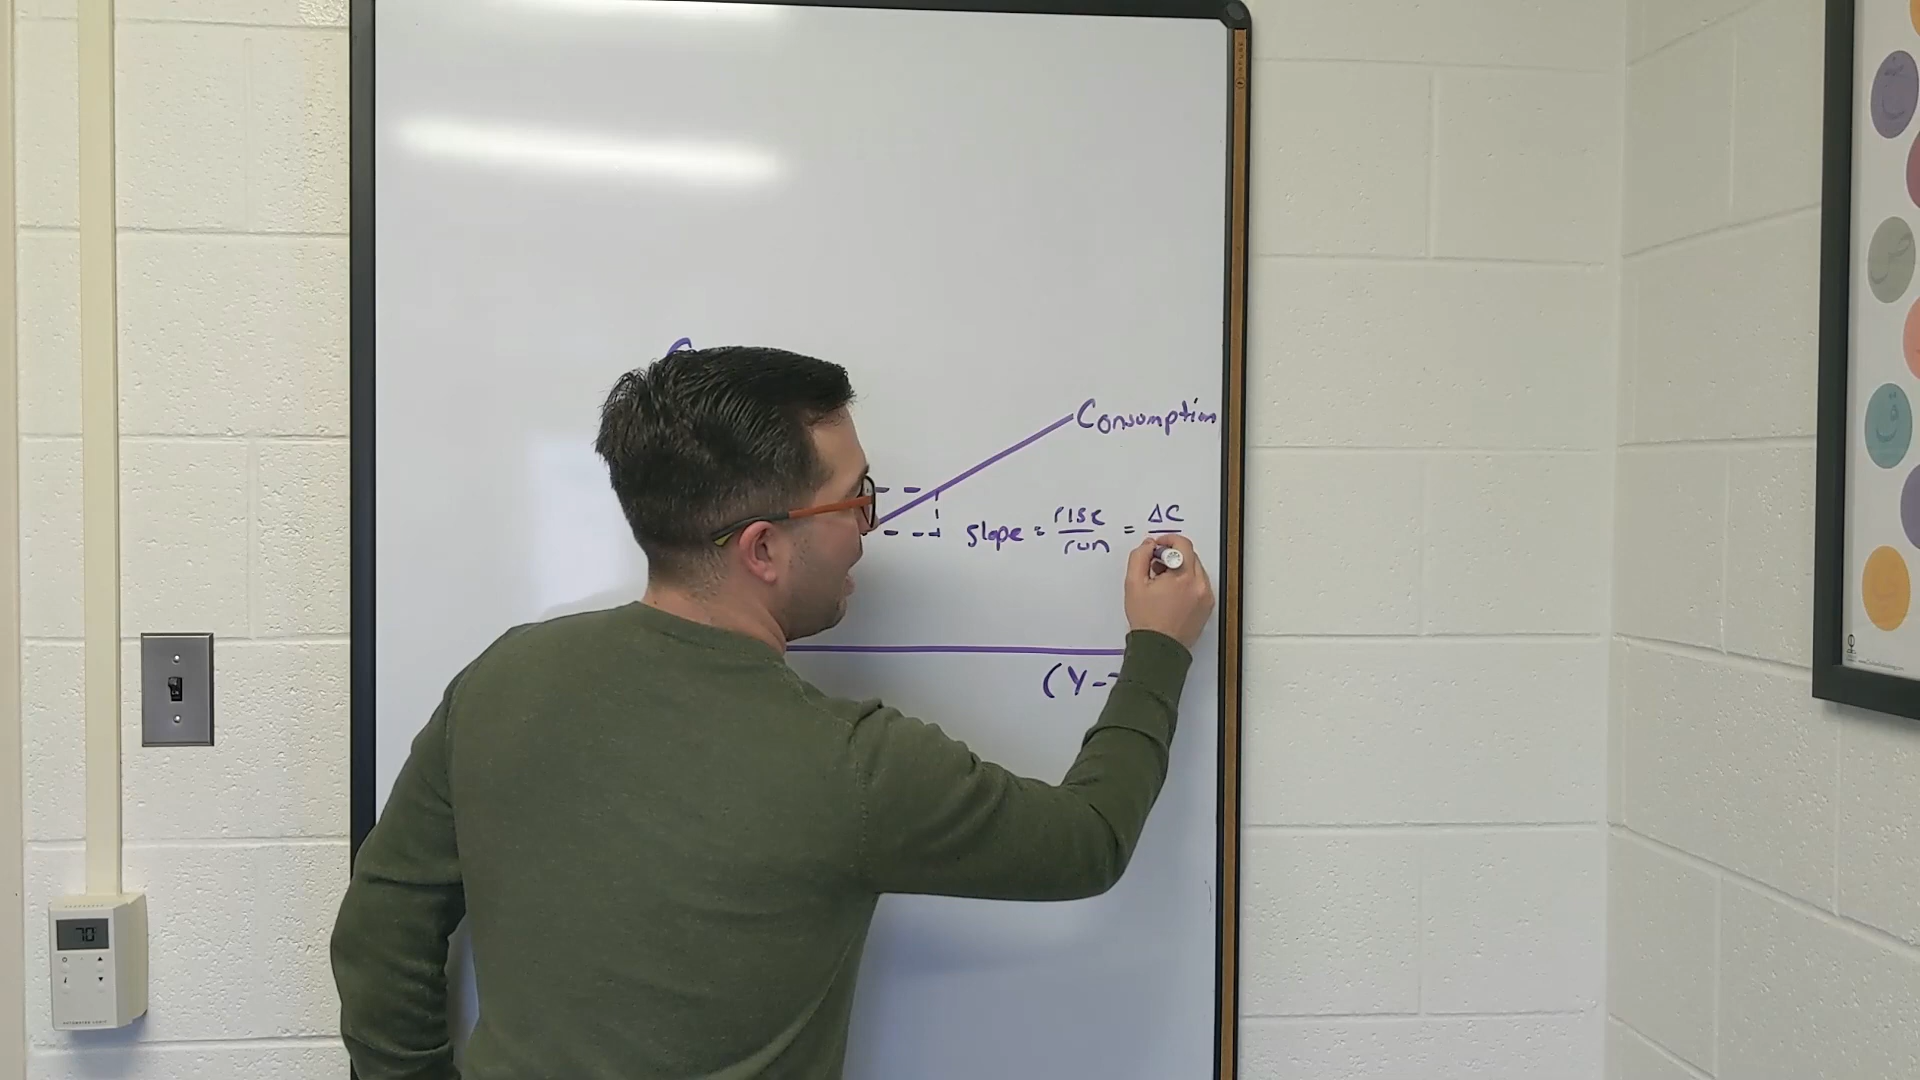 C
Consumption
slope = rise/run = ΔC
(Y-
70